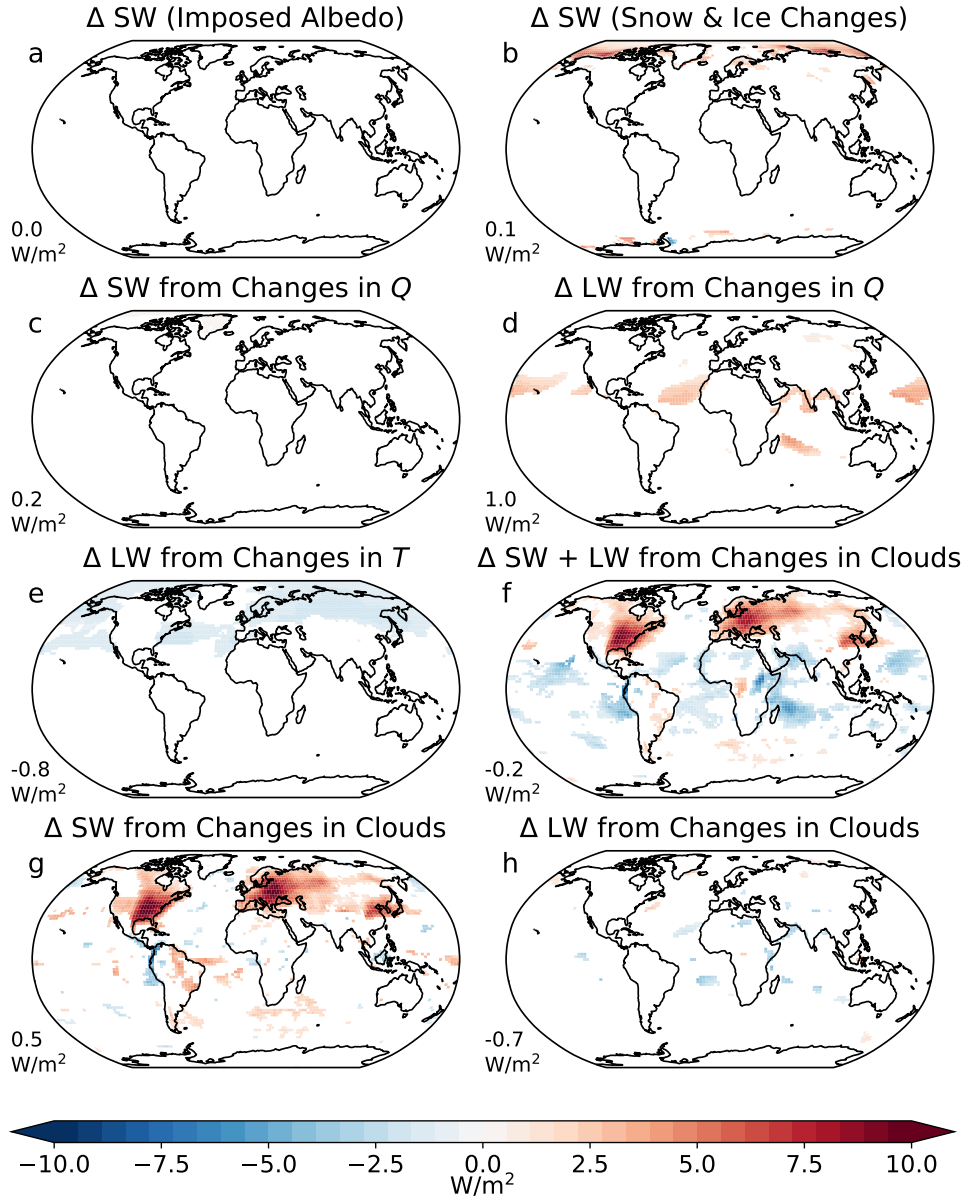 Δ SW (Imposed Albedo)
a
0.0
W/m²
Δ SW (Snow & Ice Changes)
b
0.1
W/m²
Δ SW from Changes in Q
c
0.2
W/m²
Δ LW from Changes in Q
d
1.0
W/m²
Δ LW from Changes in T
e
-0.8
W/m²
Δ SW + LW from Changes in Clouds
f
-0.2
W/m²
Δ SW from Changes in Clouds
g
0.5
W/m²
Δ LW from Changes in Clouds
h
-0.7
W/m²
−10.0 −7.5 −5.0 −2.5 0.0 2.5 5.0 7.5 10.0
W/m²